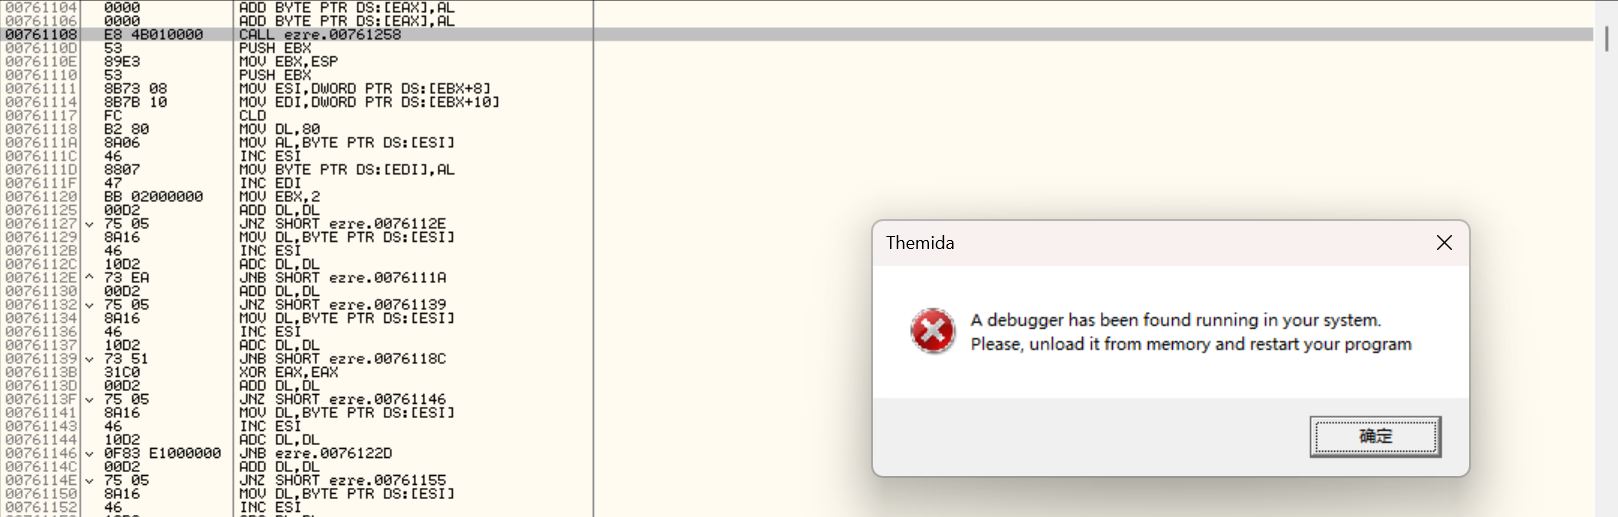 00761104 0000 ADD BYTE PTR DS:[EAX],AL
00761106 0000 ADD BYTE PTR DS:[EAX],AL
00761108 E8 4B010000 CALL ezre.00761258
0076110D 53 PUSH EBX
0076110E 89E3 MOV EBX,ESP
00761110 53 PUSH EBX
00761111 8B73 08 MOV ESI,DWORD PTR DS:[EBX+8]
00761114 8B7B 10 MOV EDI,DWORD PTR DS:[EBX+10]
00761117 FC CLD
00761118 B2 80 MOV DL,80
0076111A 8A06 MOV AL,BYTE PTR DS:[ESI]
0076111C 46 INC ESI
0076111D 8807 MOV BYTE PTR DS:[EDI],AL
0076111F 47 INC EDI
00761120 BB 02000000 MOV EBX,2
00761125 00D2 ADD DL,DL
00761127 75 05 JNZ SHORT ezre.0076112E
00761129 8A16 MOV DL,BYTE PTR DS:[ESI]
0076112B 46 INC ESI
0076112C 10D2 ADC DL,DL
0076112E ^ 73 EA JNB SHORT ezre.0076111A
00761130 00D2 ADD DL,DL
00761132 75 05 JNZ SHORT ezre.00761139
00761134 8A16 MOV DL,BYTE PTR DS:[ESI]
00761136 46 INC ESI
00761137 10D2 ADC DL,DL
00761139 73 51 JNB SHORT ezre.0076118C
0076113B 31C0 XOR EAX,EAX
0076113D 00D2 ADD DL,DL
0076113F 75 05 JNZ SHORT ezre.00761146
00761141 8A16 MOV DL,BYTE PTR DS:[ESI]
00761143 46 INC ESI
00761144 10D2 ADC DL,DL
00761146 0F83 E1000000 JNB ezre.0076122D
0076114C 00D2 ADD DL,DL
0076114E 75 05 JNZ SHORT ezre.00761155
00761150 8A16 MOV DL,BYTE PTR DS:[ESI]
00761152 46 INC ESI
Themida
A debugger has been found running in your system.
Please, unload it from memory and restart your program
确定